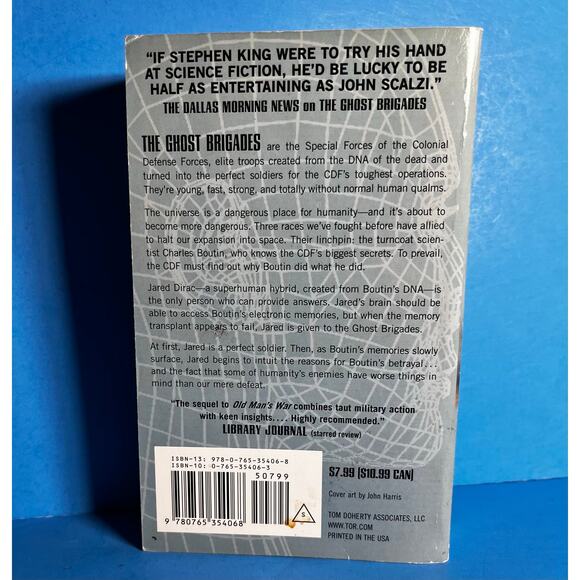 "IF STEPHEN KING WERE TO TRY HIS HAND
AT SCIENCE FICTION, HE'D BE LUCKY TO BE
HALF AS ENTERTAINING AS JOHN SCALZI."
THE DALLAS MORNING NEWS on THE GHOST BRIGADES
THE GHOST BRIGADES are the Special Forces of the Colonial
Defense Forces, elite troops created from the DNA of the dead and
turned into the perfect soldiers for the CDF's toughest operations.
They're young, fast, strong, and totally without normal human qualms.
The universe is a dangerous place for humanity—and it's about to
become more dangerous. Three races we've fought before have allied
to halt our expansion into space. Their linchpin: the turncoat scien-
tist Charles Boutin, who knows the CDF's biggest secrets. To prevail,
the CDF must find out why Boutin did what he did.
Jared Dirac—a superhuman hybrid, created from Boutin's DNA—is
the only person who can provide answers. Jared's brain should be
able to access Boutin's electronic memories, but when the memory
transplant appears to fail, Jared is given to the Ghost Brigades.
At first, Jared is a perfect soldier. Then, as Boutin's memories slowly
surface, Jared begins to intuit the reasons for Boutin's betrayal . . .
and the fact that some of humanity's enemies have worse things in
mind than our mere defeat.
"The sequel to Old Man's War combines taut military action
with keen insights. . . . Highly recommended."
LIBRARY JOURNAL (starred review)
ISBN-13: 978-0-765-35406-8
ISBN-10: 0-765-35406-3
50799
9 780765 354068
S
$7.99 ($10.99 CAN)
Cover art by John Harris
TOM DOHERTY ASSOCIATES, LLC
WWW.TOR.COM
PRINTED IN THE USA